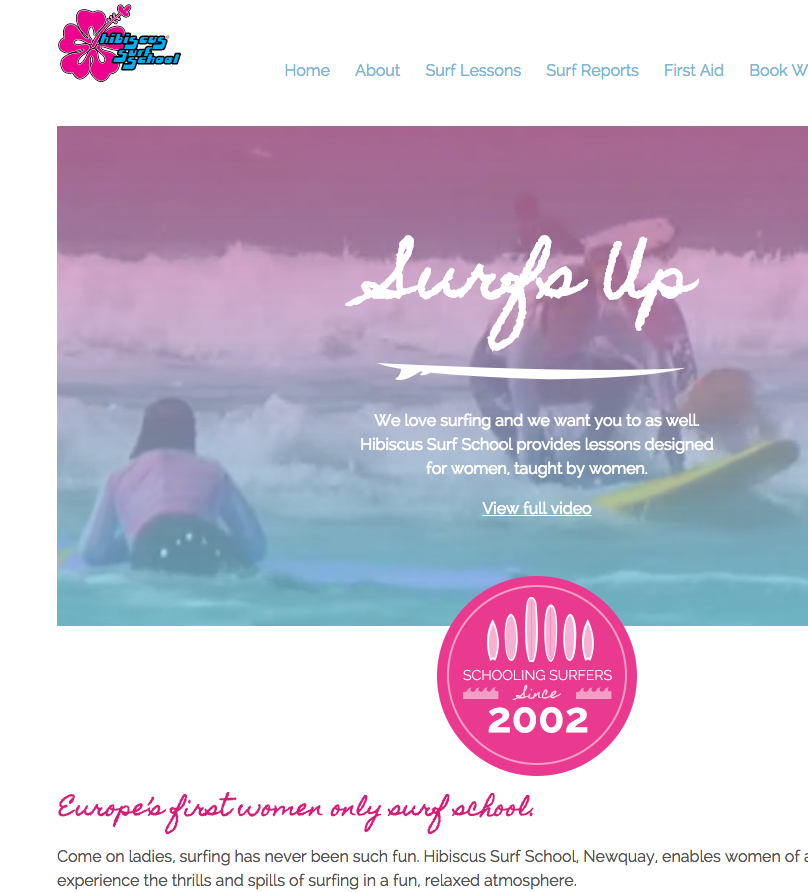 hibiscus
surf
school
Home About Surf Lessons Surf Reports First Aid Book W
Surfs Up
We love surfing and we want you to as well.
Hibiscus Surf School provides lessons designed
for women, taught by women.
View full video
SCHOOLING SURFERS
Since
2002
Europe's first women only surf school.
Come on ladies, surfing has never been such fun. Hibiscus Surf School, Newquay, enables women of a
experience the thrills and spills of surfing in a fun, relaxed atmosphere.